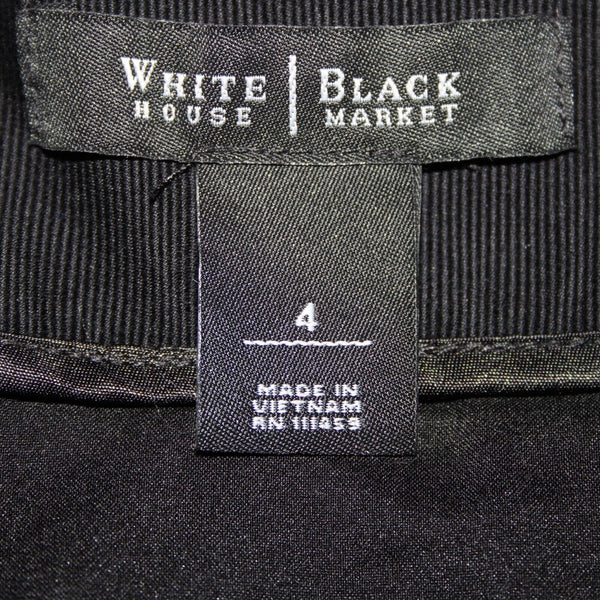 WHITE | BLACK
HOUSE | MARKET
4
MADE IN
VIETNAM
RN 111459